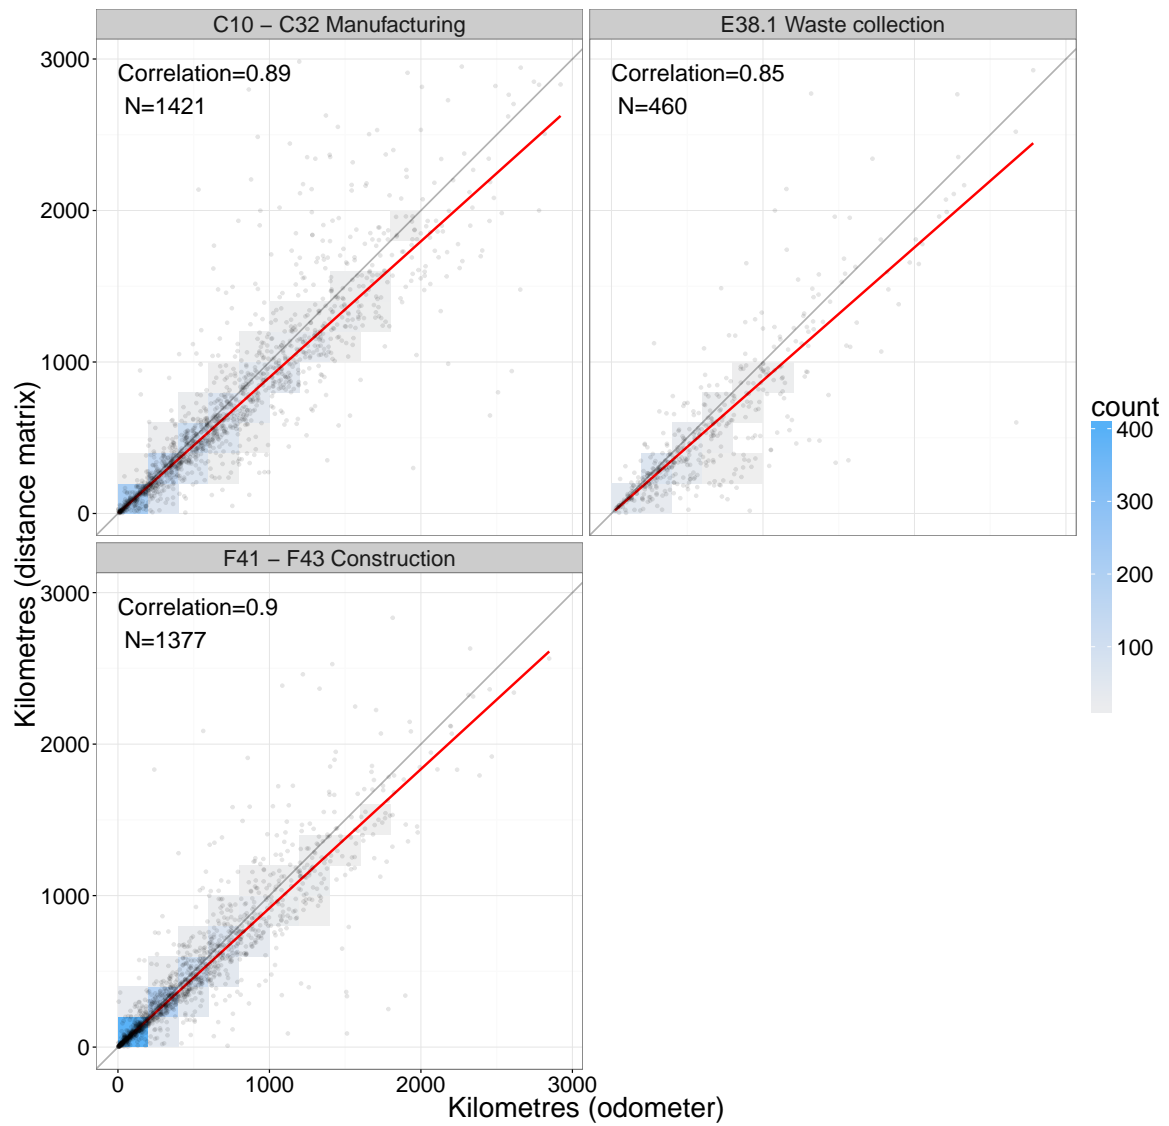 C10 − C32 Manufacturing
E38.1 Waste collection
Correlation=0.89
N=1421
Correlation=0.85
N=460
3000
2000
1000
0
F41 − F43 Construction
Correlation=0.9
N=1377
3000
2000
1000
0
0 1000 2000 3000
Kilometres (odometer)
Kilometres (distance matrix)
count
400
300
200
100